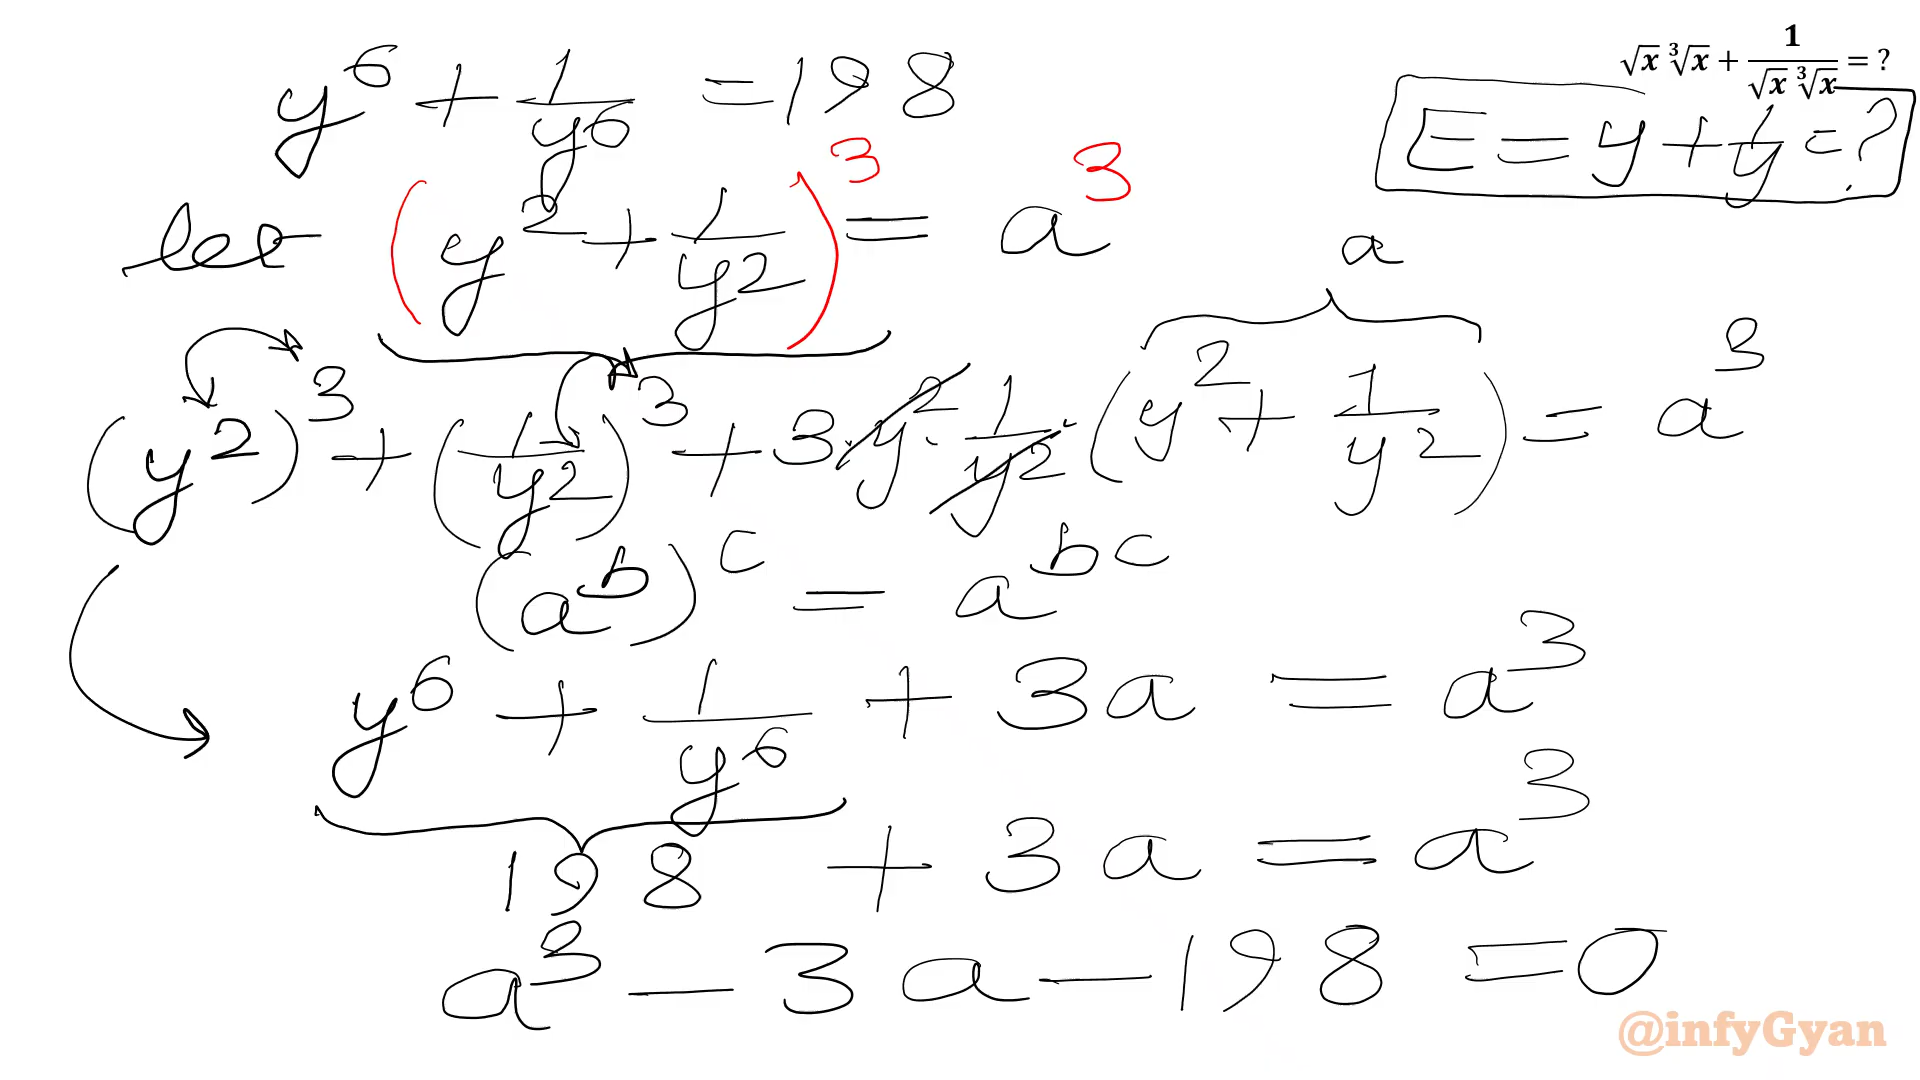 √x ∛x + 1/(√x ∛x) = ?
y⁶ + 1/y⁶ = 198
E = y + 1/y = ?
let (y² + 1/y²)³ = a³
a
(y²)³ + (1/y²)³ + 3·y²·1/y²·(y² + 1/y²) = a³
(a^b)^c = a^bc
y⁶ + 1/y⁶ + 3a = a³
198 + 3a = a³
a³ - 3a - 198 = 0
@infyGyan